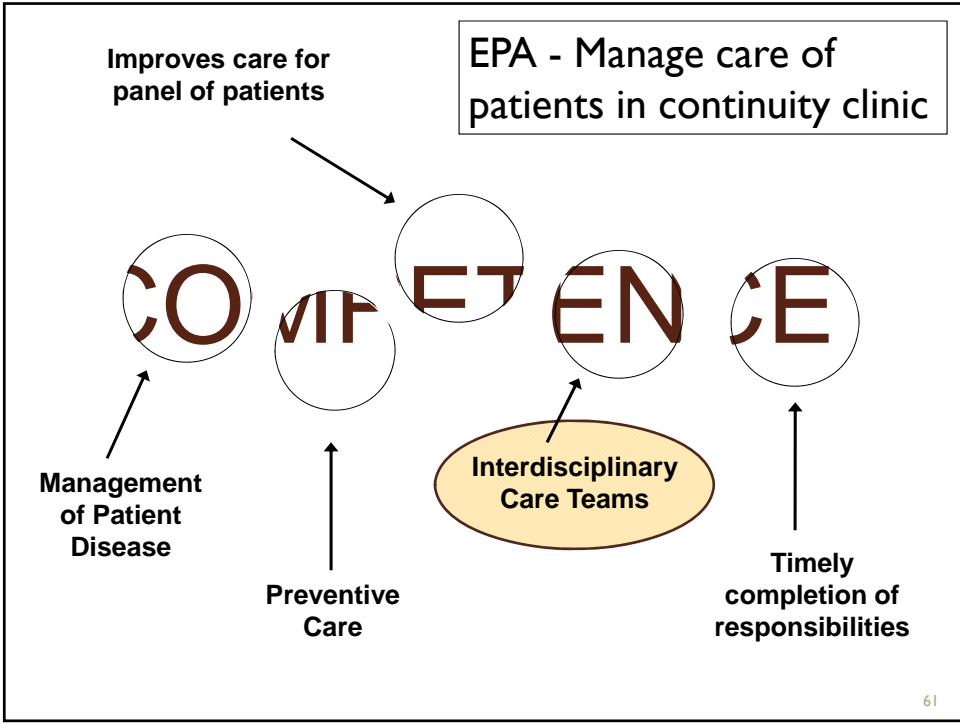 Improves care for
panel of patients
EPA - Manage care of
patients in continuity clinic
COMPETENCE
Management
of Patient
Disease
Preventive
Care
Interdisciplinary
Care Teams
Timely
completion of
responsibilities
61